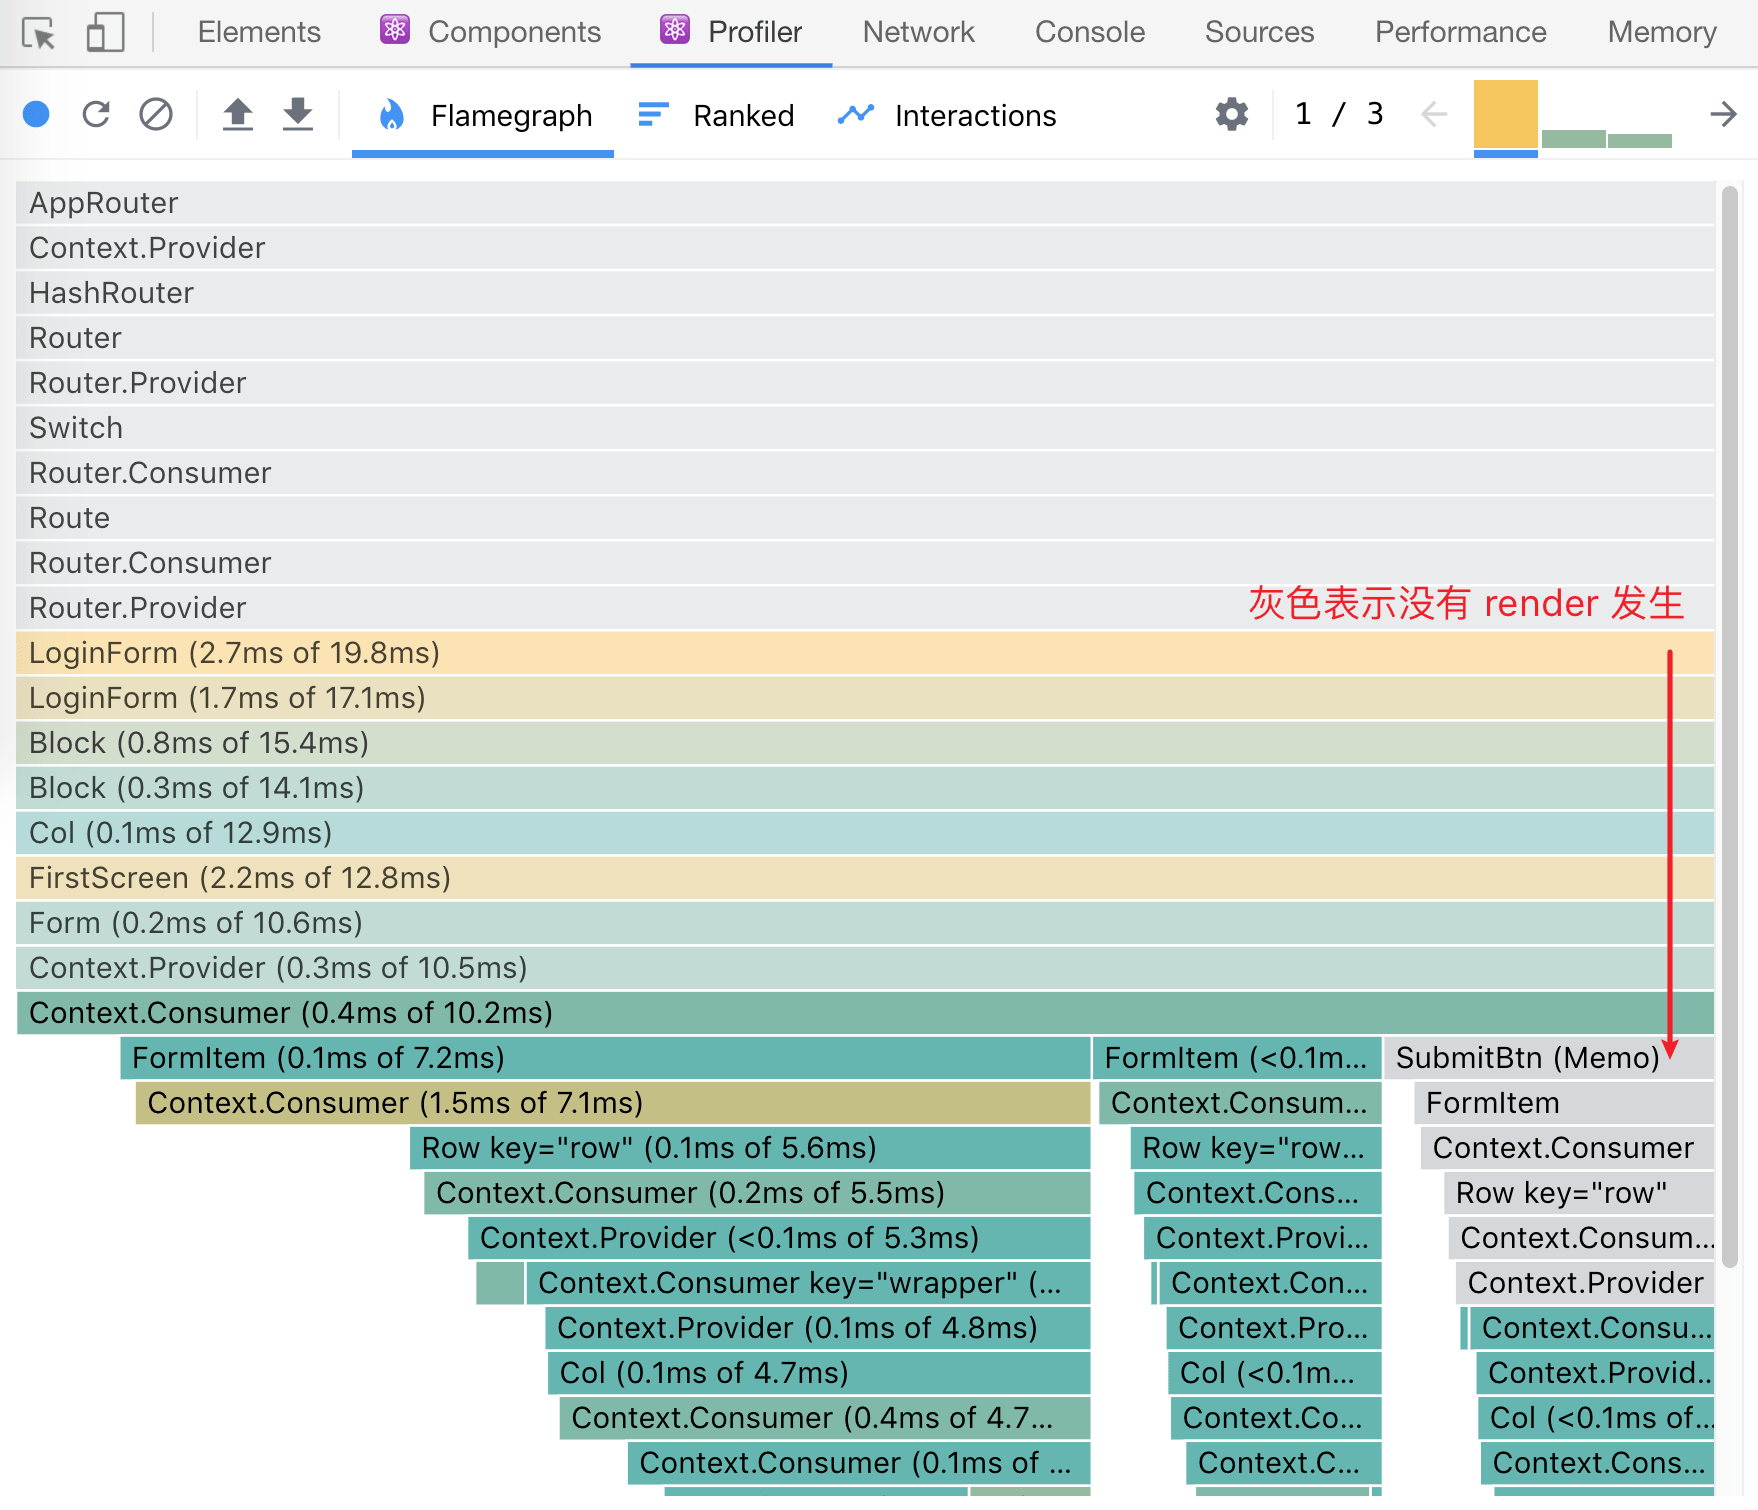 Elements Components Profiler Network Console Sources Performance Memory
Flamegraph Ranked Interactions 1 / 3
AppRouter
Context.Provider
HashRouter
Router
Router.Provider
Switch
Router.Consumer
Route
Router.Consumer
Router.Provider
灰色表示没有 render 发生
LoginForm (2.7ms of 19.8ms)
LoginForm (1.7ms of 17.1ms)
Block (0.8ms of 15.4ms)
Block (0.3ms of 14.1ms)
Col (0.1ms of 12.9ms)
FirstScreen (2.2ms of 12.8ms)
Form (0.2ms of 10.6ms)
Context.Provider (0.3ms of 10.5ms)
Context.Consumer (0.4ms of 10.2ms)
FormItem (0.1ms of 7.2ms) FormItem (<0.1m... SubmitBtn (Memo)
Context.Consumer (1.5ms of 7.1ms) Context.Consum... FormItem
Row key="row" (0.1ms of 5.6ms) Row key="row... Context.Consumer
Context.Consumer (0.2ms of 5.5ms) Context.Cons... Row key="row"
Context.Provider (<0.1ms of 5.3ms) Context.Provi... Context.Consum...
Context.Consumer key="wrapper" (... Context.Con... Context.Provider
Context.Provider (0.1ms of 4.8ms) Context.Pro... Context.Consu...
Col (0.1ms of 4.7ms) Col (<0.1m... Context.Provid...
Context.Consumer (0.4ms of 4.7... Context.Co... Col (<0.1ms of...
Context.Consumer (0.1ms of ... Context.C... Context.Cons...